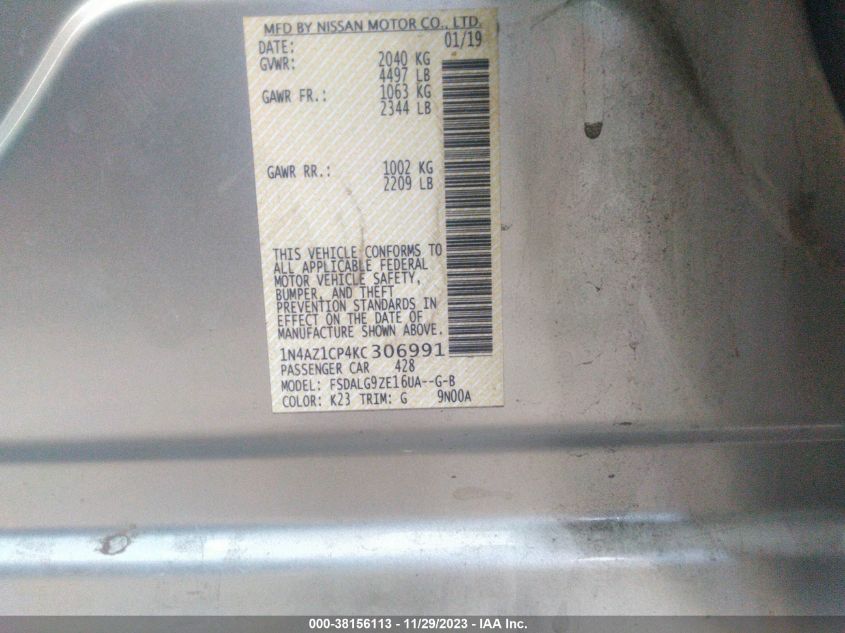 MFD BY NISSAN MOTOR CO., LTD.
DATE: 01/19
GVWR: 2040 KG
4497 LB
GAWR FR.: 1063 KG
2344 LB
GAWR RR.: 1002 KG
2209 LB
THIS VEHICLE CONFORMS TO
ALL APPLICABLE FEDERAL
MOTOR VEHICLE SAFETY,
BUMPER, AND THEFT
PREVENTION STANDARDS IN
EFFECT ON THE DATE OF
MANUFACTURE SHOWN ABOVE.
1N4AZ1CP4KC306991
PASSENGER CAR 428
MODEL: FSDALG9ZE16UA--G-B
COLOR: K23 TRIM: G 9N00A
000-38156113 - 11/29/2023 - IAA Inc.